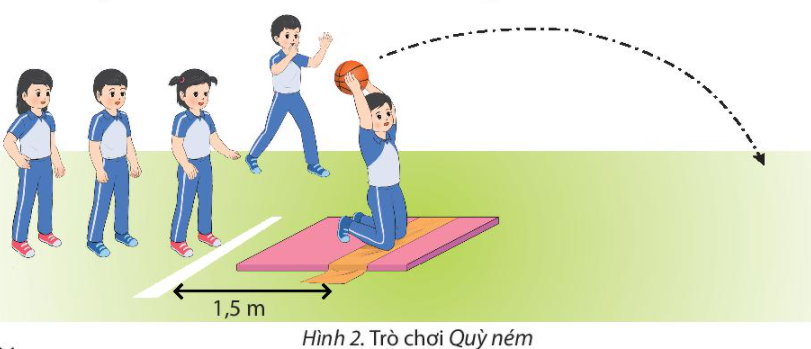 1,5 m
Hình 2. Trò chơi Quỳ ném